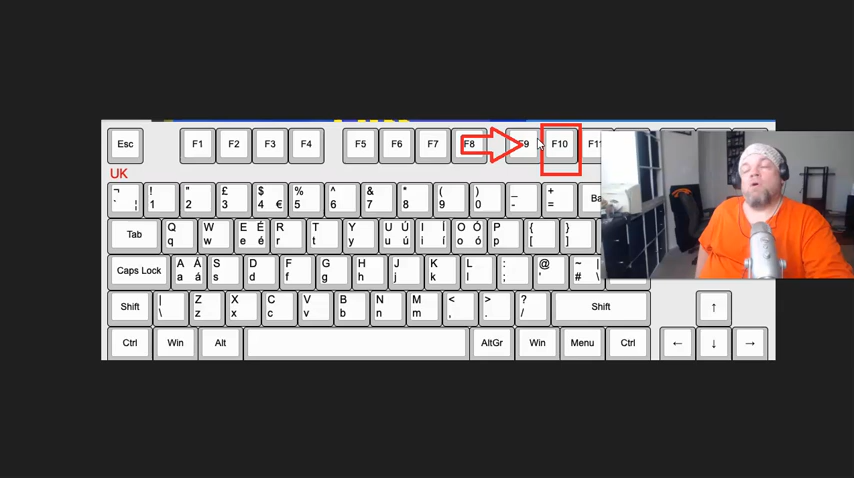 Esc F1 F2 F3 F4 F5 F6 F7 F8 F9 F10
UK
¬ ! " £ $ % ^ & * ( ) _ +
` ¦ 1 2 3 4 € 5 6 7 8 9 0 - = Ba
Tab Q W E É R T Y U Ú I Í O Ó P { }
q w e é r t y u ú i í o ó p [ ]
Caps Lock A Á S D F G H J K L : @ ~ |
a á s d f g h j k l ; ' # \
Shift | Z X C V B N M < > ? Shift ↑
\ z x c v b n m , . /
Ctrl Win Alt AltGr Win Menu Ctrl ← ↓ →